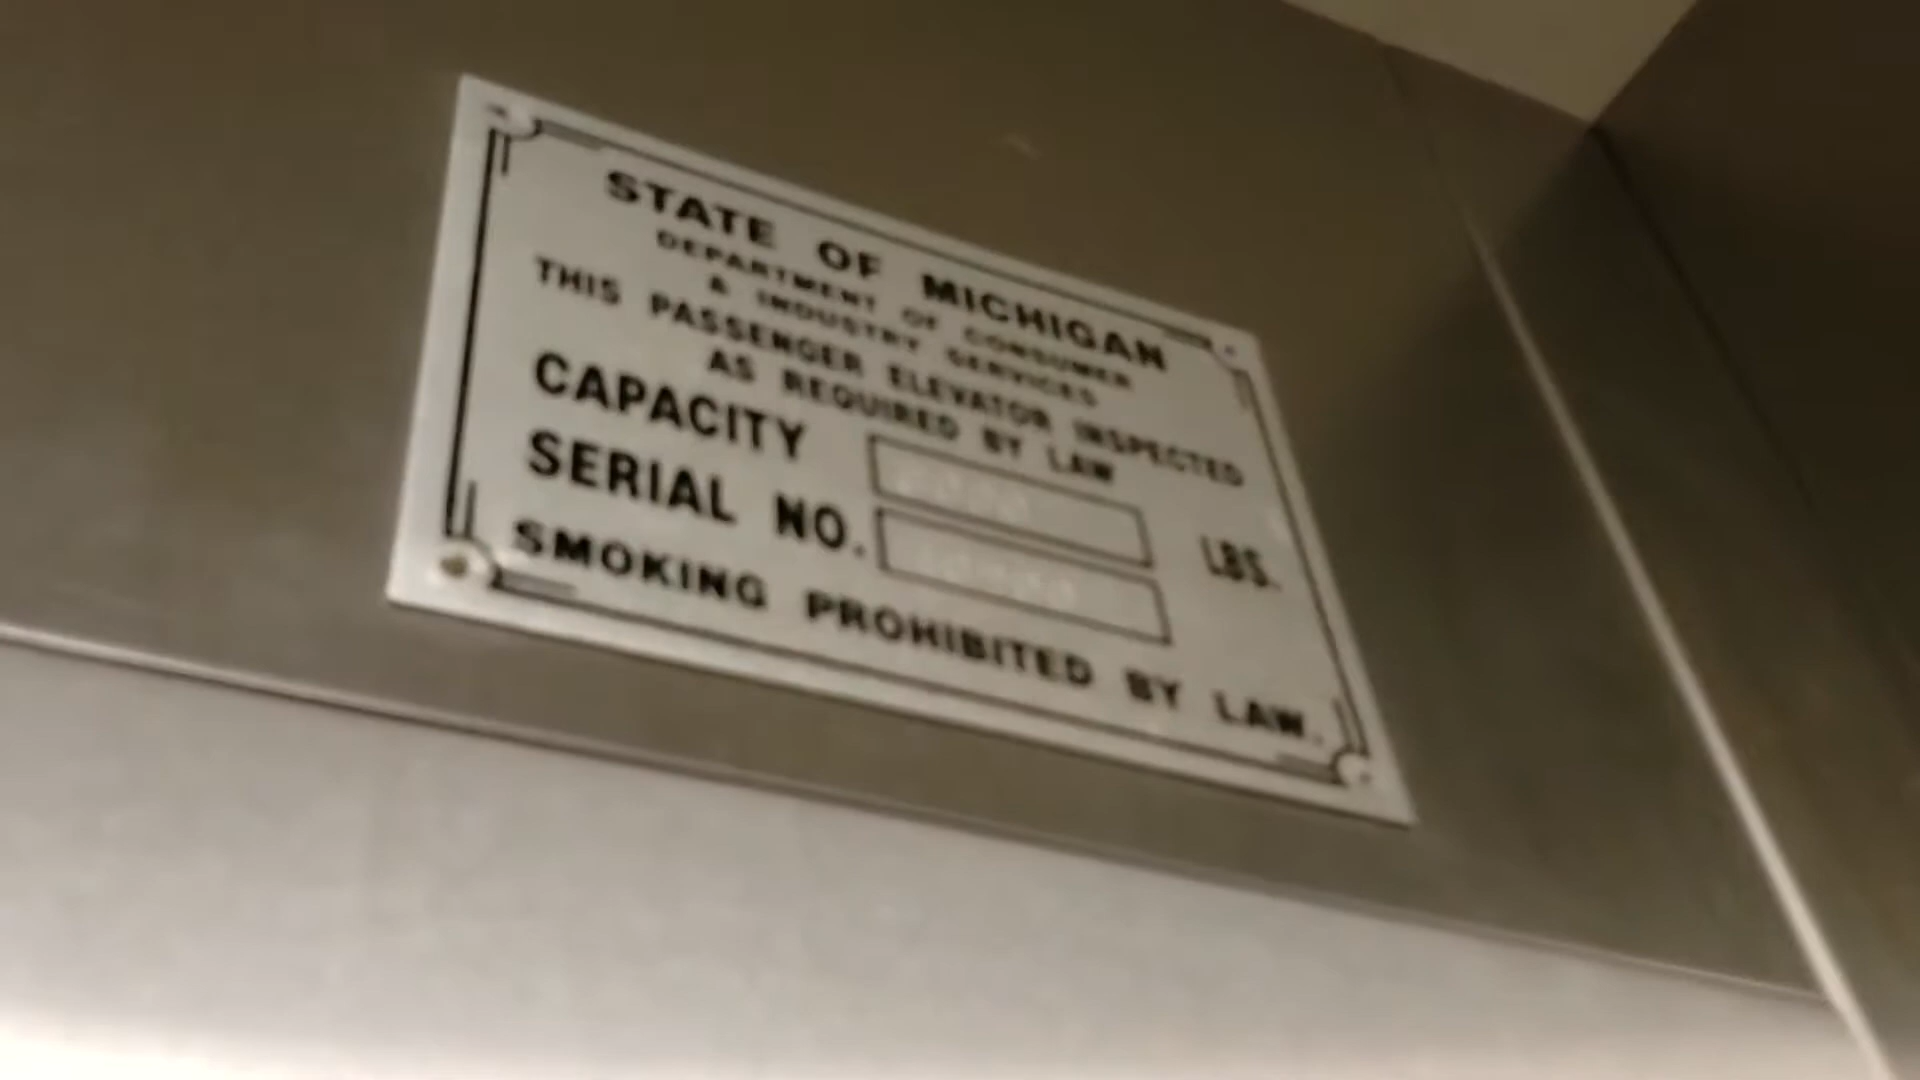 STATE OF MICHIGAN
DEPARTMENT OF CONSUMER
& INDUSTRY SERVICES
THIS PASSENGER ELEVATOR INSPECTED
AS REQUIRED BY LAW
CAPACITY LBS.
SERIAL NO.
SMOKING PROHIBITED BY LAW.